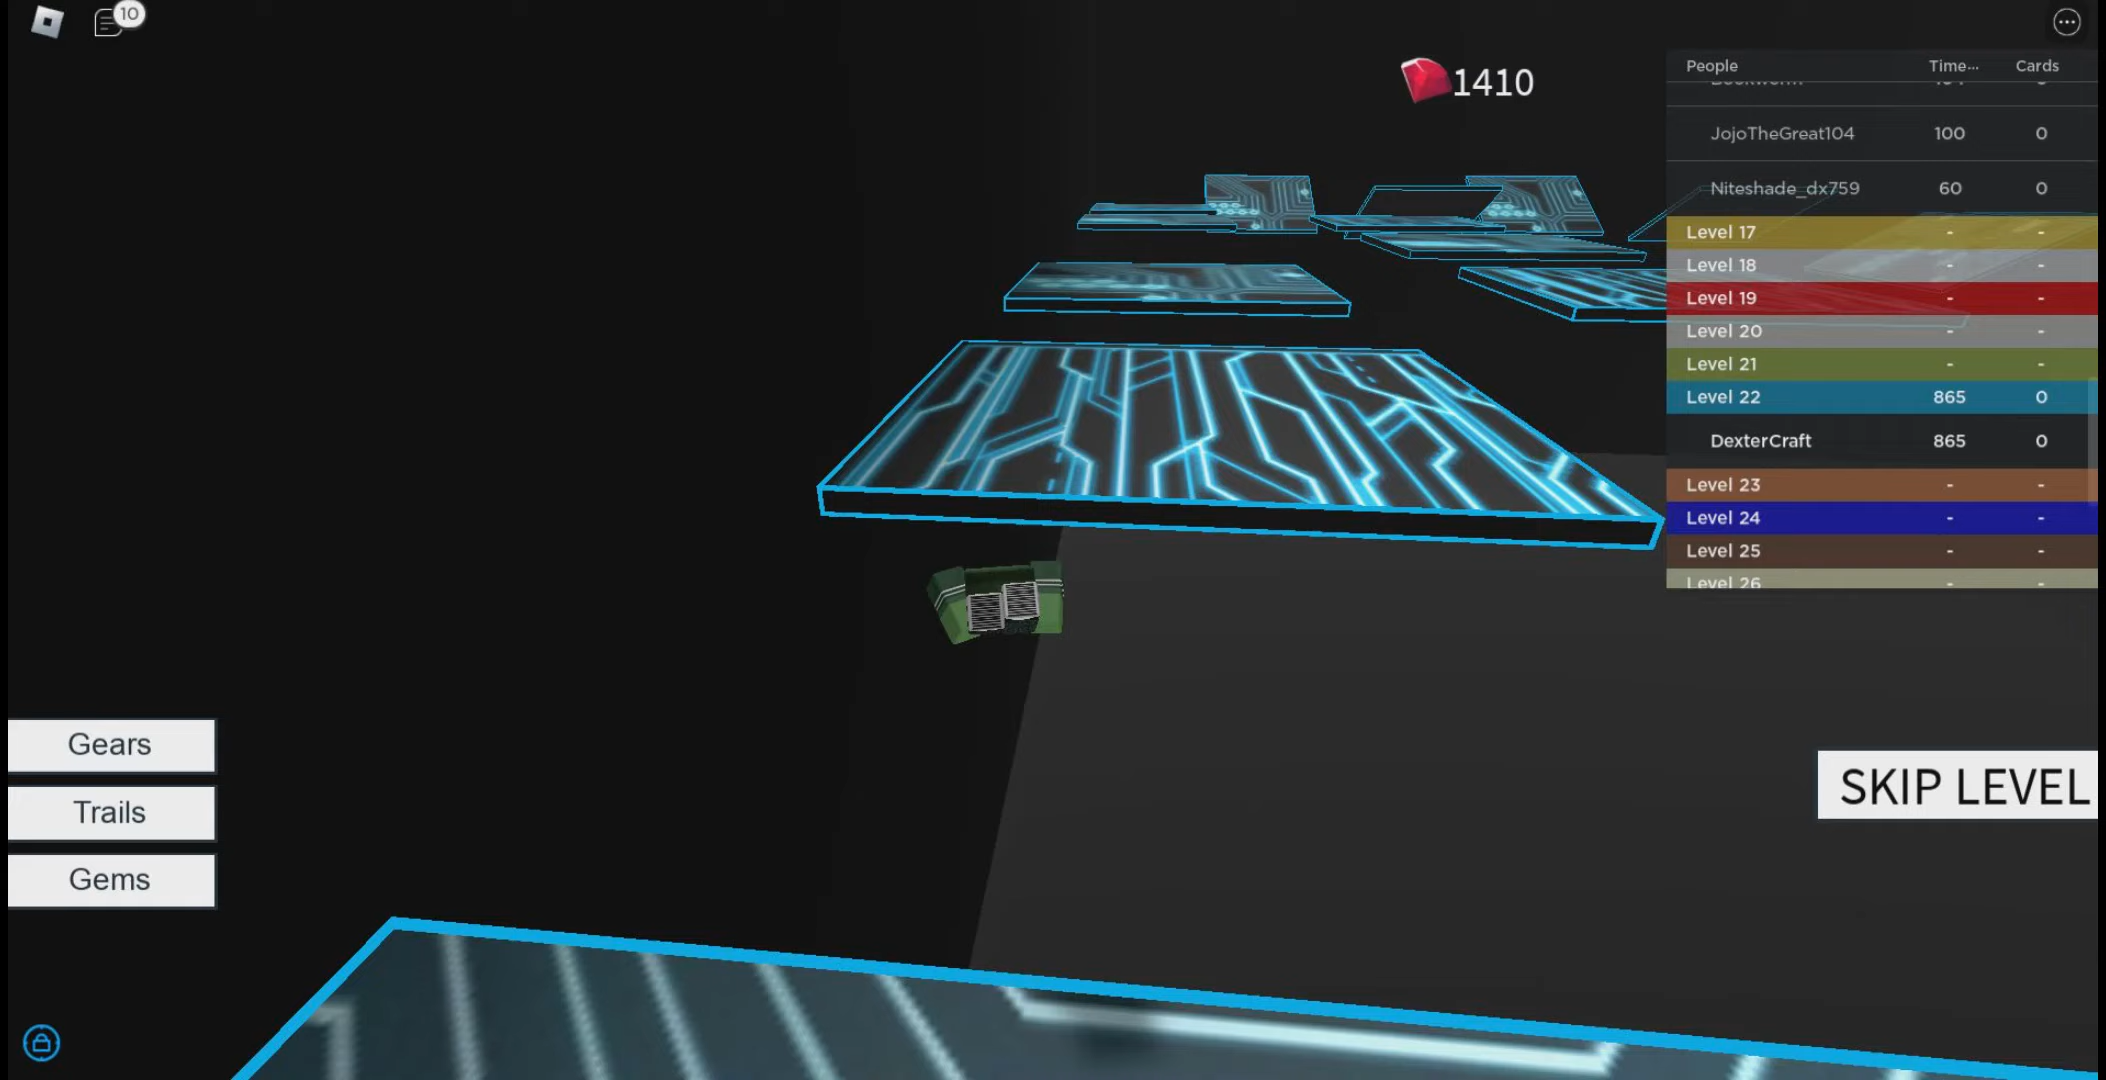 10
1410
People Time... Cards
JojoTheGreat104 100 0
Niteshade_dx759 60 0
Level 17 - -
Level 18 - -
Level 19 - -
Level 20 - -
Level 21 - -
Level 22 865 0
DexterCraft 865 0
Level 23 - -
Level 24 - -
Level 25 - -
Level 26 - -
Gears
Trails
Gems
SKIP LEVEL